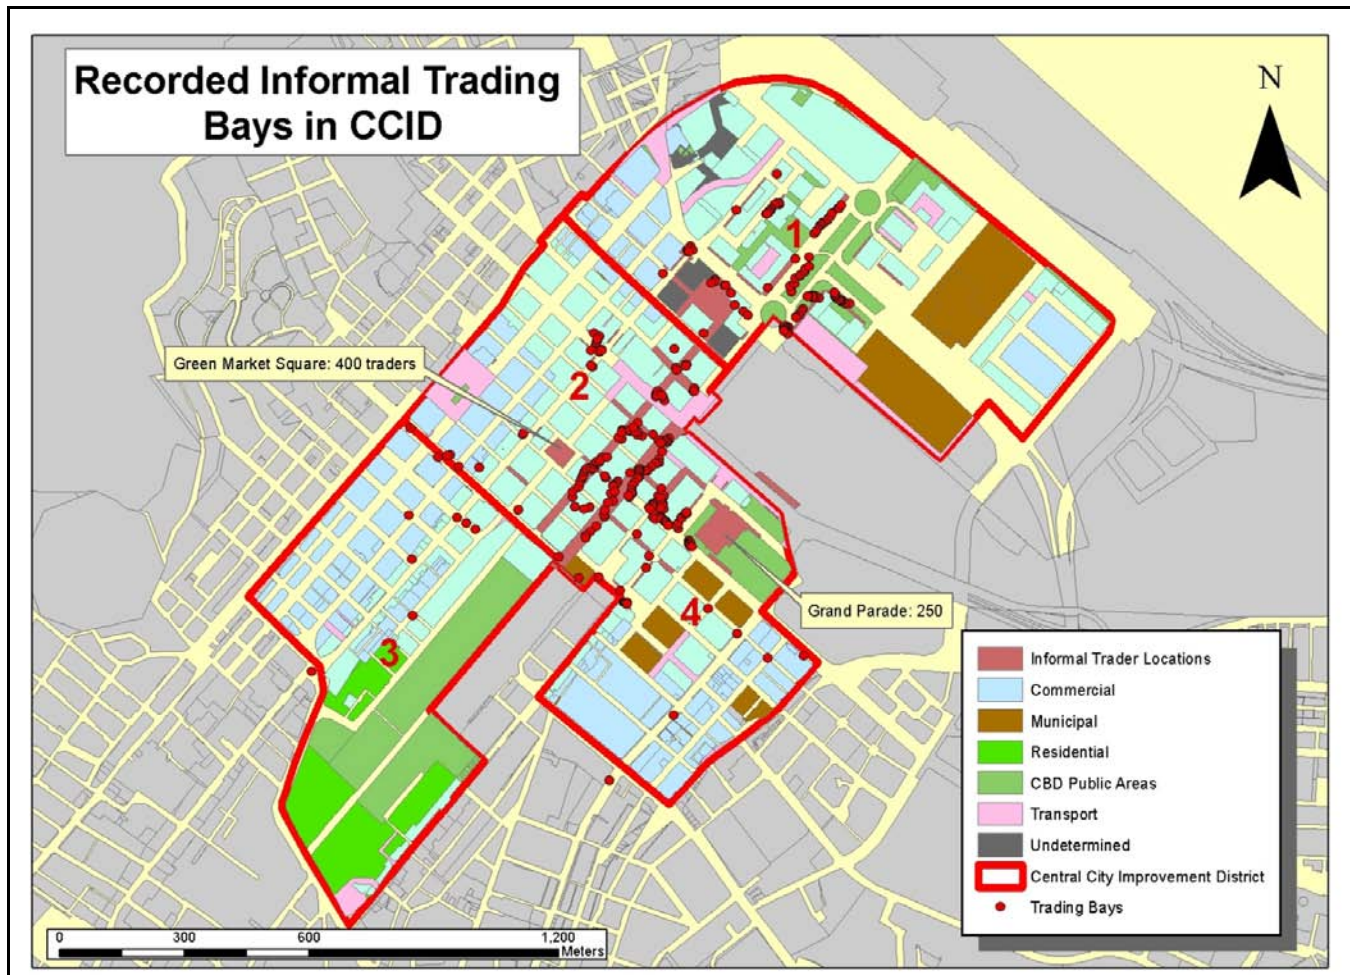 Recorded Informal Trading
Bays in CCID
N
1
Green Market Square: 400 traders
2
4
Grand Parade: 250
3
Informal Trader Locations
Commercial
Municipal
Residential
CBD Public Areas
Transport
Undetermined
Central City Improvement District
Trading Bays
0 300 600 1,200
Meters